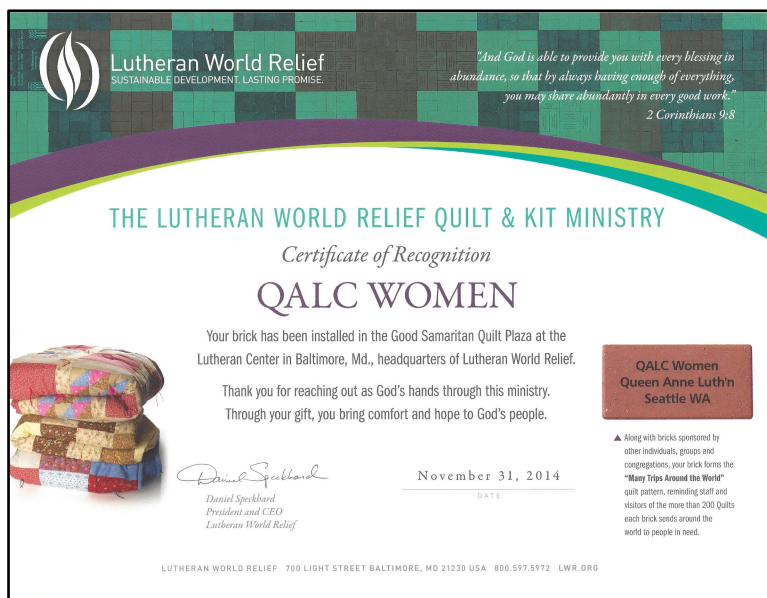 Lutheran World Relief
SUSTAINABLE DEVELOPMENT. LASTING PROMISE.
"And God is able to provide you with every blessing in
abundance, so that by always having enough of everything,
you may share abundantly in every good work."
2 Corinthians 9:8
THE LUTHERAN WORLD RELIEF QUILT & KIT MINISTRY
Certificate of Recognition
QALC WOMEN
Your brick has been installed in the Good Samaritan Quilt Plaza at the
Lutheran Center in Baltimore, Md., headquarters of Lutheran World Relief.
Thank you for reaching out as God's hands through this ministry.
Through your gift, you bring comfort and hope to God's people.
Daniel Speckhard
Daniel Speckhard
President and CEO
Lutheran World Relief
November 31, 2014
DATE
QALC Women
Queen Anne Luth'n
Seattle WA
▲ Along with bricks sponsored by
other individuals, groups and
congregations, your brick forms the
"Many Trips Around the World"
quilt pattern, reminding staff and
visitors of the more than 200 Quilts
each brick sends around the
world to people in need.
LUTHERAN WORLD RELIEF 700 LIGHT STREET BALTIMORE, MD 21230 USA 800.597.5972 LWR.ORG